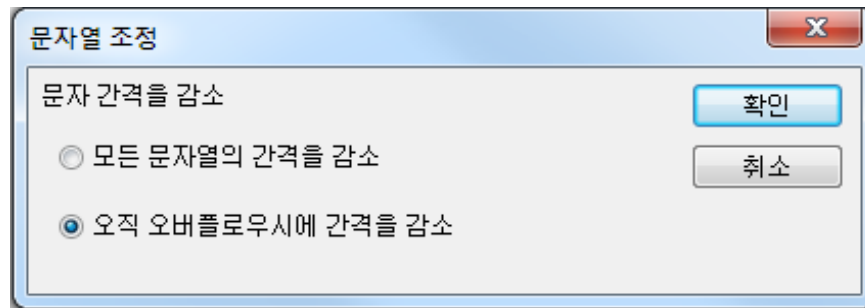 문자열 조정
문자 간격을 감소
확인
모든 문자열의 간격을 감소
취소
오직 오버플로우시에 간격을 감소